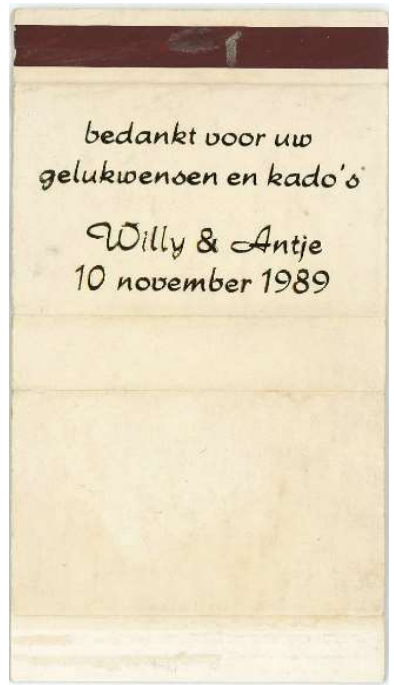 bedankt voor uw
gelukwensen en kado's
Willy & Antje
10 november 1989